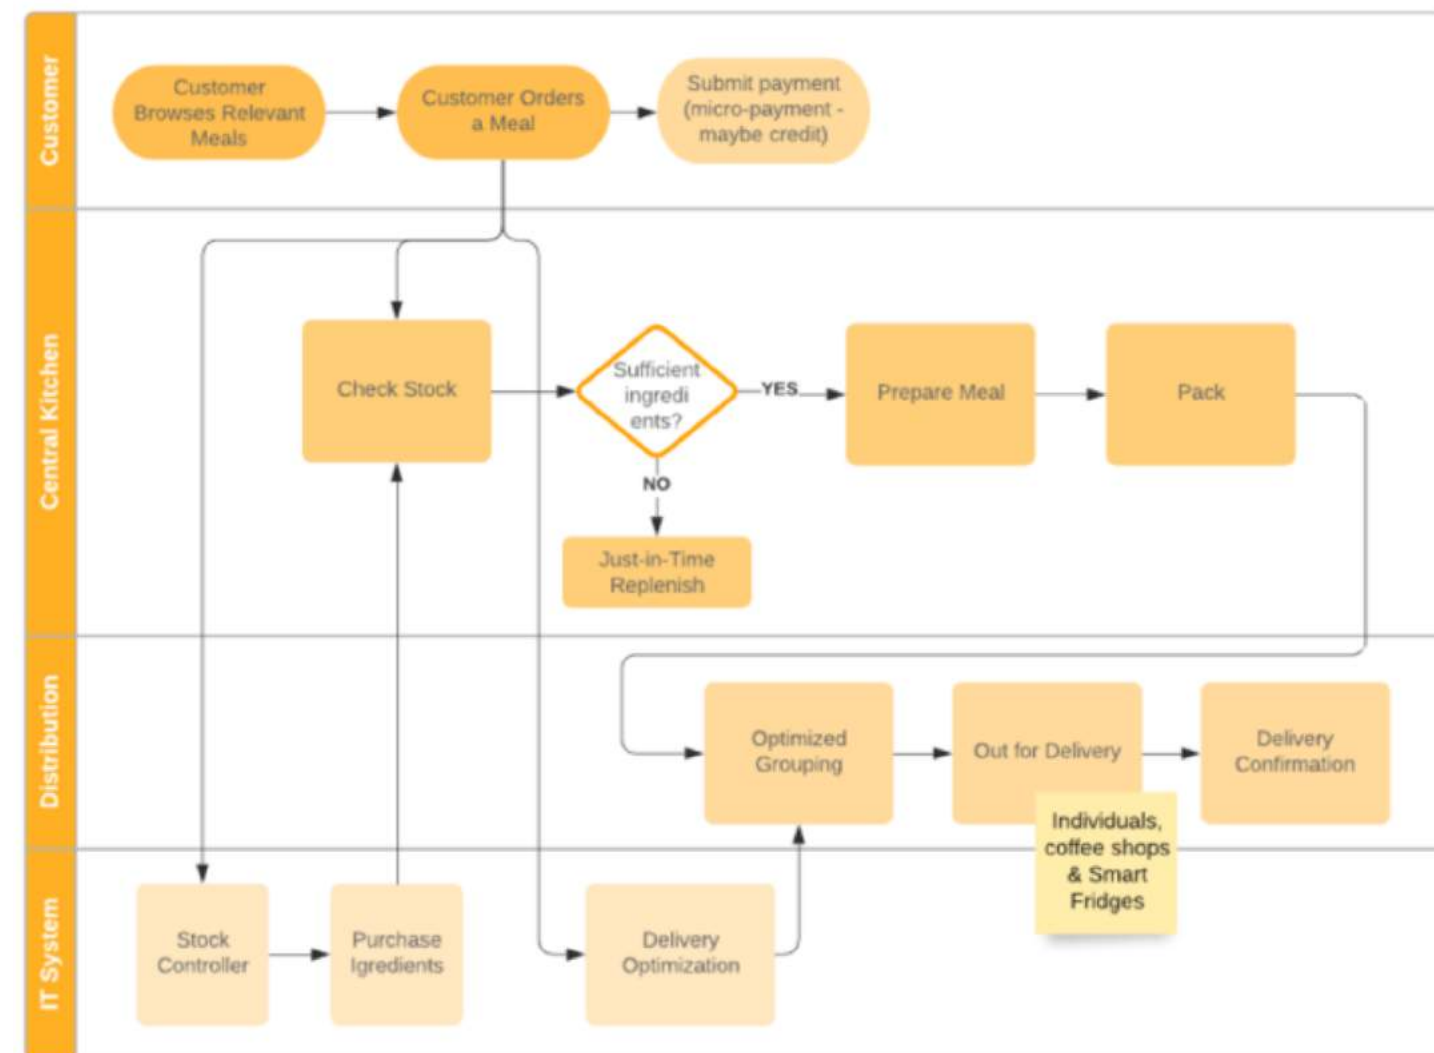 Customer
Customer
Browses Relevant
Meals
Customer Orders
a Meal
Submit payment
(micro-payment -
maybe credit)
Central Kitchen
Check Stock
Sufficient
ingredi
ents?
YES
Prepare Meal
Pack
NO
Just-in-Time
Replenish
Distribution
Optimized
Grouping
Out for Delivery
Delivery
Confirmation
Individuals,
coffee shops
& Smart
Fridges
IT System
Stock
Controller
Purchase
Igredients
Delivery
Optimization